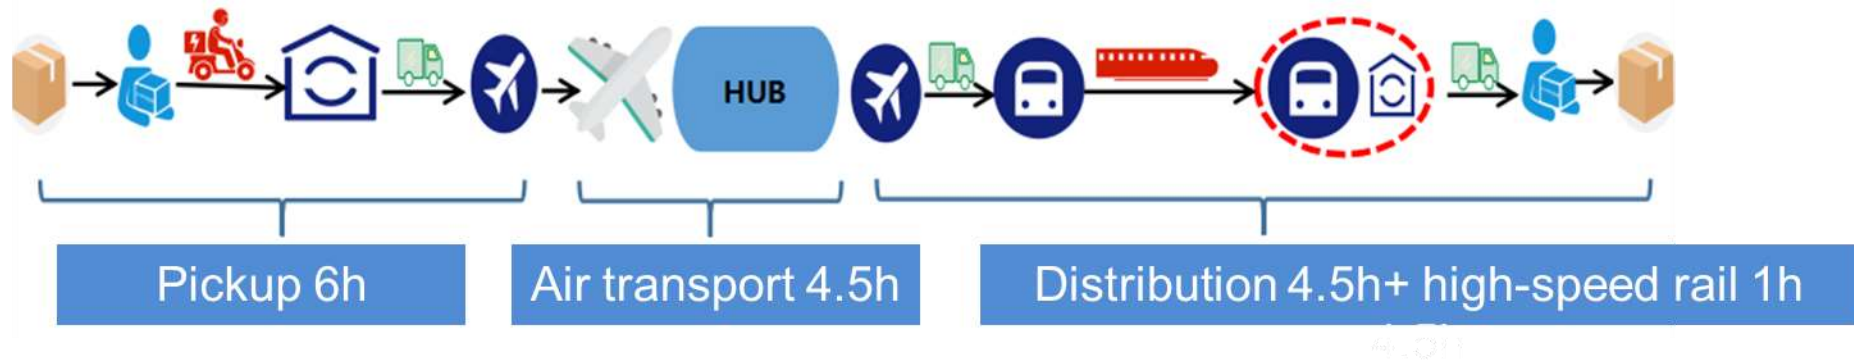 HUB
Pickup 6h
Air transport 4.5h
Distribution 4.5h+ high-speed rail 1h